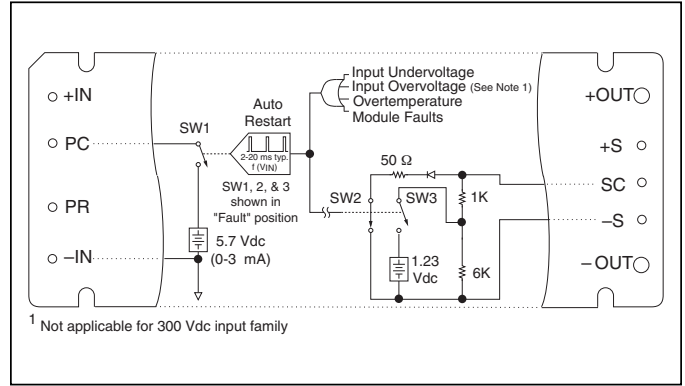 Input Undervoltage
Input Overvoltage (See Note 1)
Overtemperature
Module Faults
+IN
PC
PR
–IN
SW1
Auto
Restart
2-20 ms typ.
f (VIN)
SW1, 2, & 3
shown in
"Fault" position
5.7 Vdc
(0-3 mA)
50 Ω
SW2
SW3
1K
1.23
Vdc
6K
+OUT
+S
SC
–S
–OUT
1 Not applicable for 300 Vdc input family